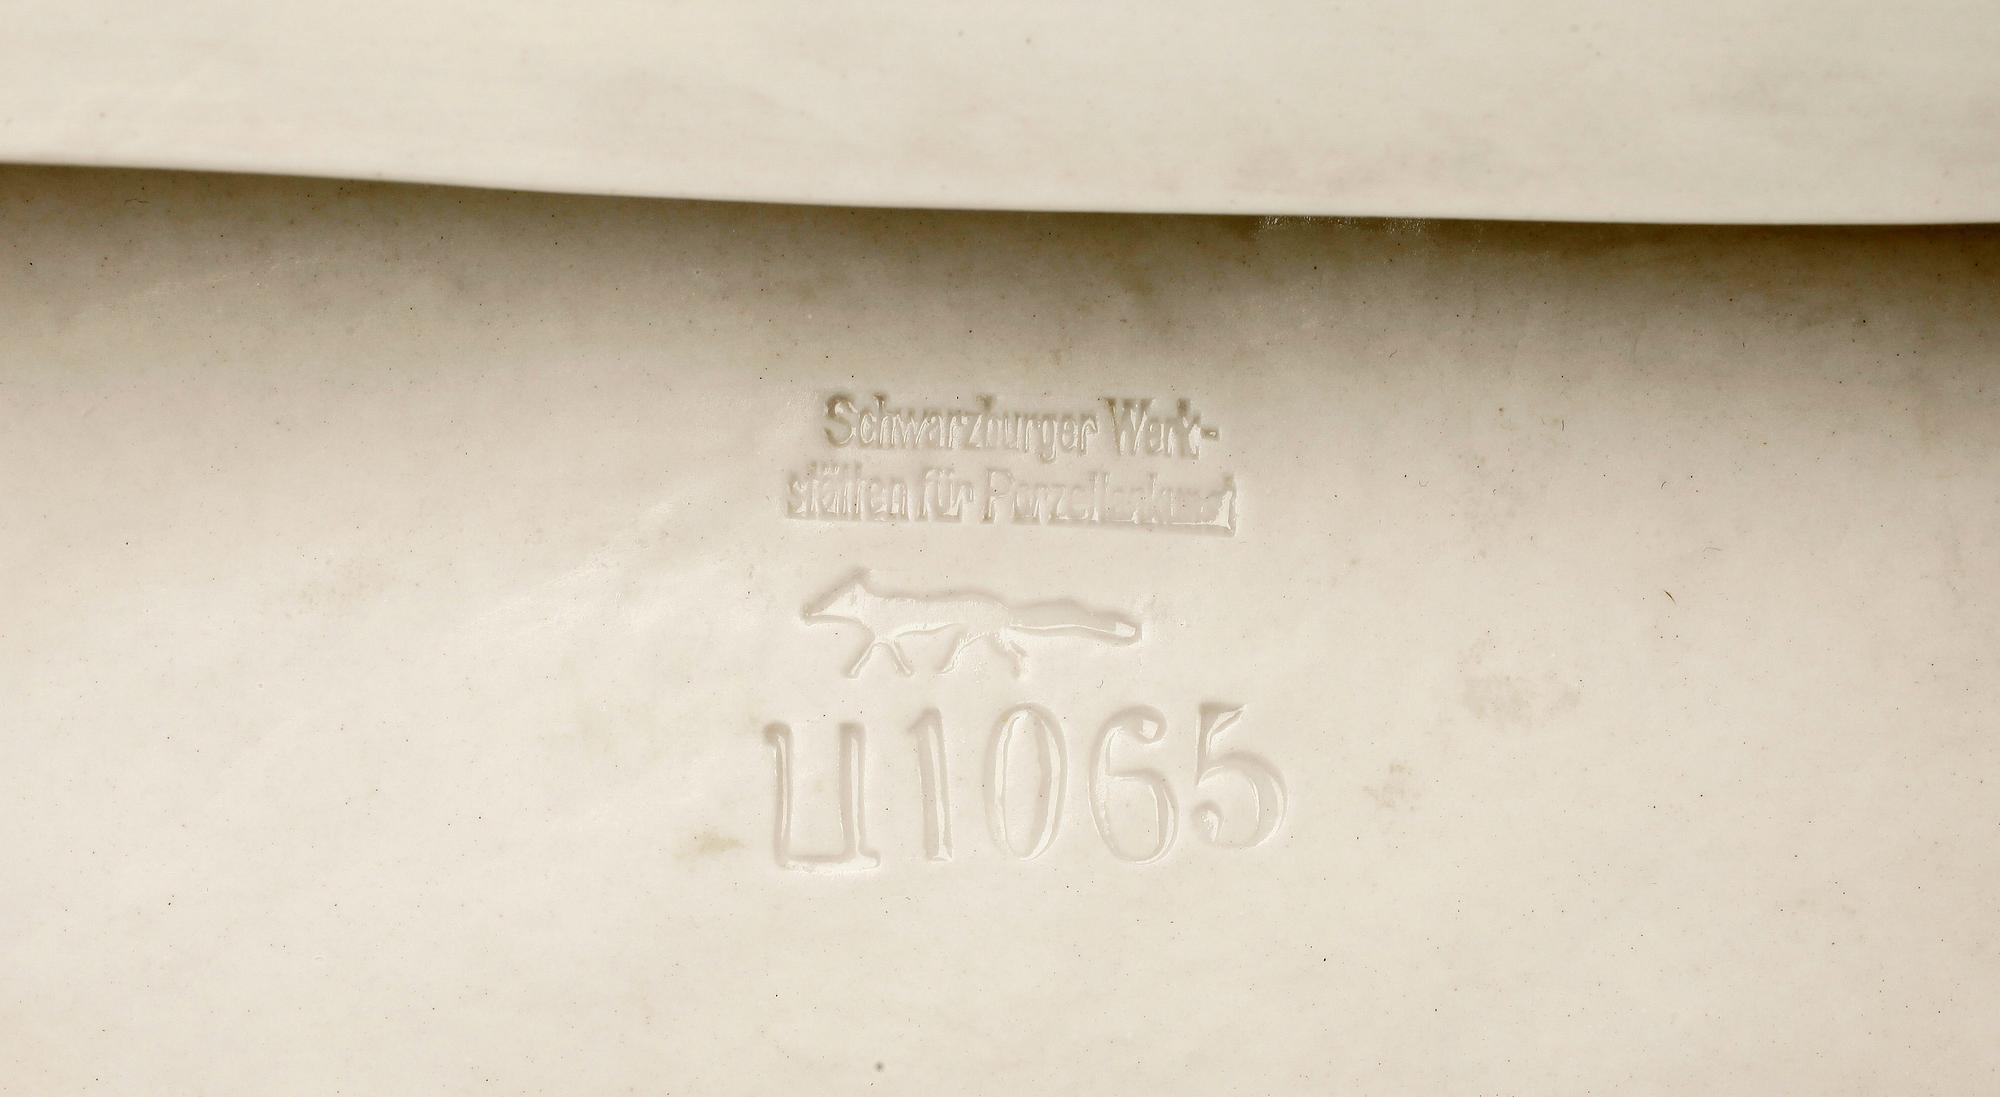 Schwarzburger Werk-
stätten für Porzellankunst
U1065